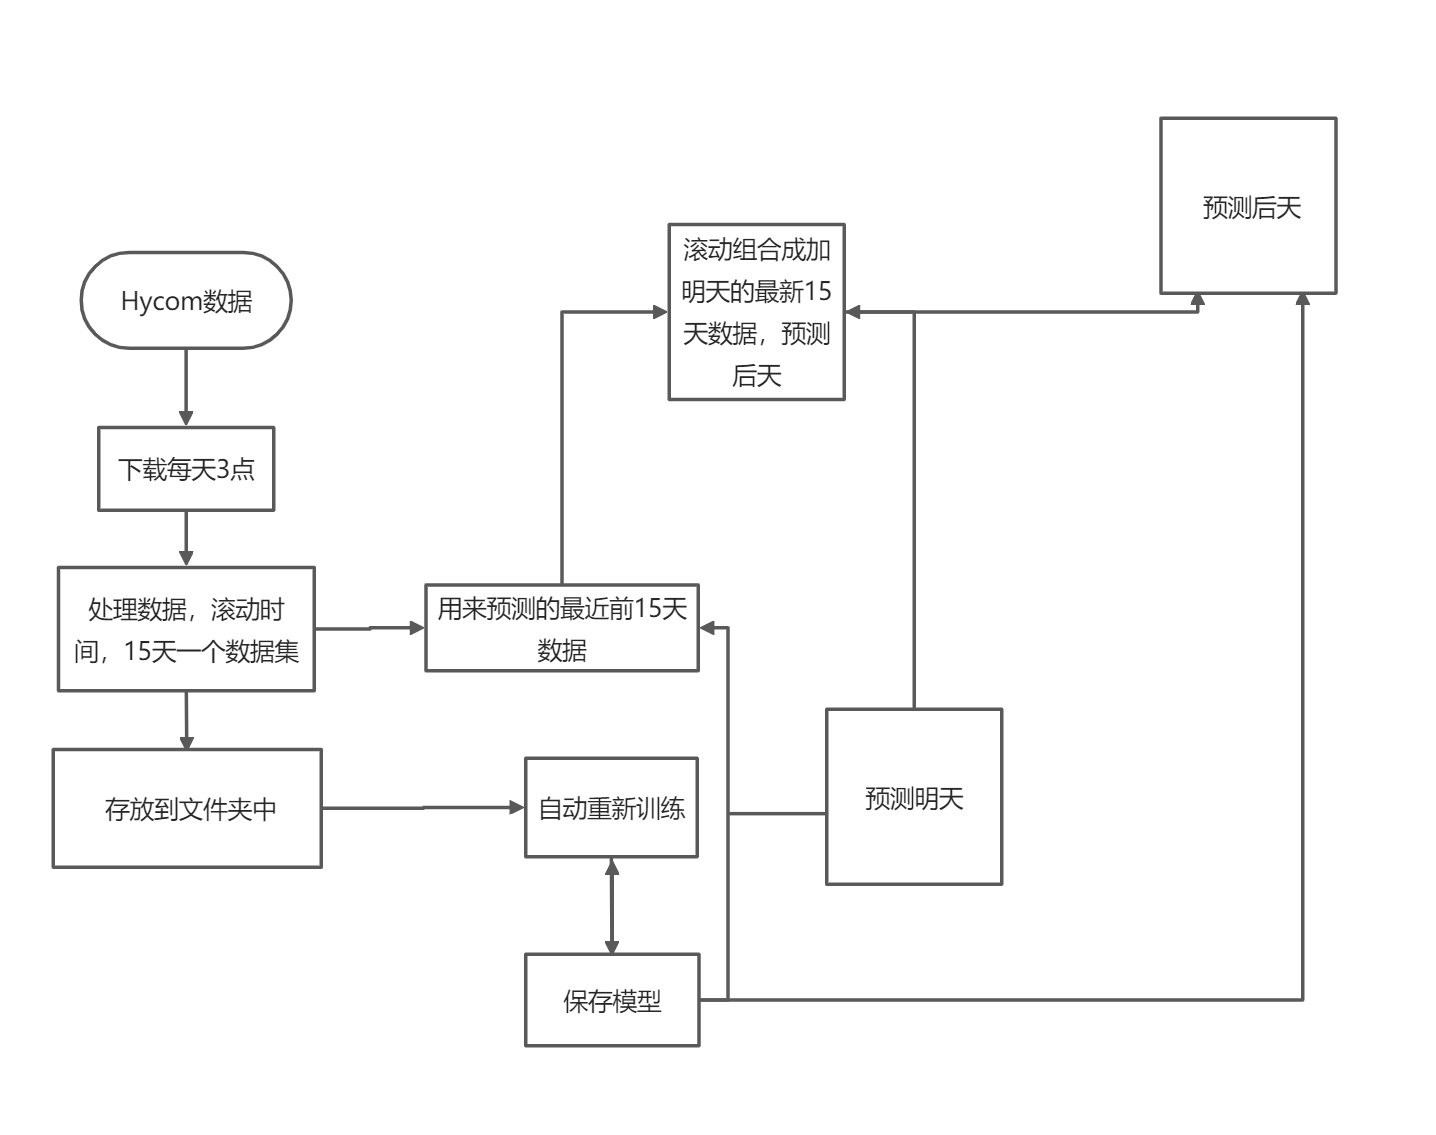 预测后天
滚动组合成加
明天的最新15
天数据，预测
后天
Hycom数据
下载每天3点
处理数据，滚动时
间，15天一个数据集
用来预测的最近前15天
数据
存放到文件夹中
自动重新训练
预测明天
保存模型